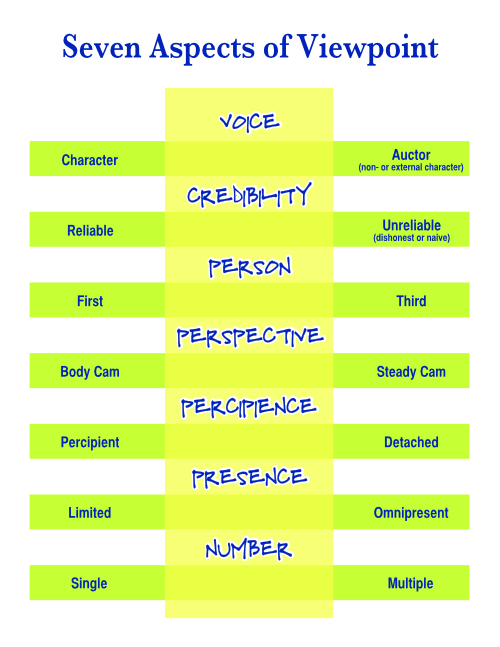 Seven Aspects of Viewpoint
VOICE
Character
Auctor
(non- or external character)
CREDIBILITY
Reliable
Unreliable
(dishonest or naive)
PERSON
First
Third
PERSPECTIVE
Body Cam
Steady Cam
PERCIPIENCE
Percipient
Detached
PRESENCE
Limited
Omnipresent
NUMBER
Single
Multiple